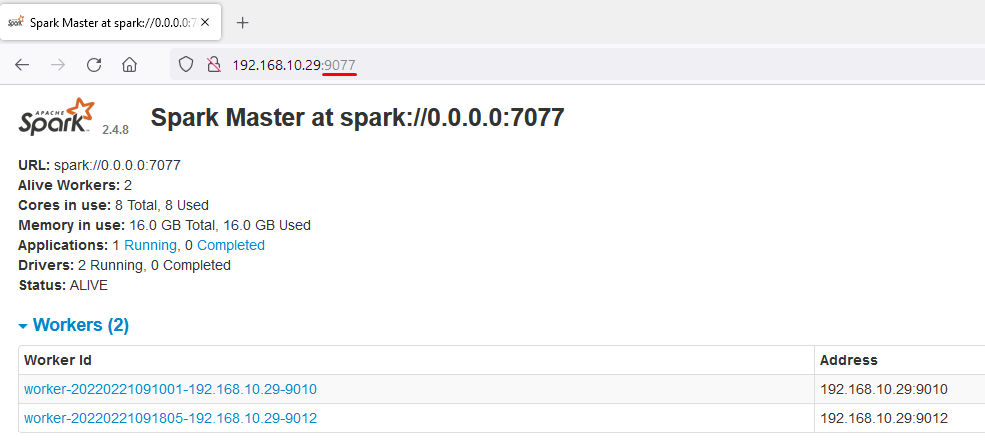 Spark Master at spark://0.0.0.0:7
192.168.10.29:9077
APACHE
Spark 2.4.8
Spark Master at spark://0.0.0.0:7077
URL: spark://0.0.0.0:7077
Alive Workers: 2
Cores in use: 8 Total, 8 Used
Memory in use: 16.0 GB Total, 16.0 GB Used
Applications: 1 Running, 0 Completed
Drivers: 2 Running, 0 Completed
Status: ALIVE
Workers (2)
Worker Id Address
worker-20220221091001-192.168.10.29-9010 192.168.10.29:9010
worker-20220221091805-192.168.10.29-9012 192.168.10.29:9012